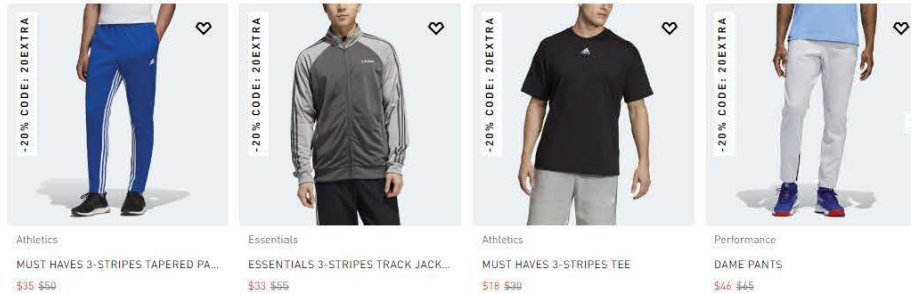 -20% CODE: 20EXTRA
-20% CODE: 20EXTRA
-20% CODE: 20EXTRA
-20% CODE: 20EXTRA
Athletics
MUST HAVES 3-STRIPES TAPERED PA...
$35 $50
Essentials
ESSENTIALS 3-STRIPES TRACK JACK...
$33 $55
Athletics
MUST HAVES 3-STRIPES TEE
$18 $30
Performance
DAME PANTS
$46 $65